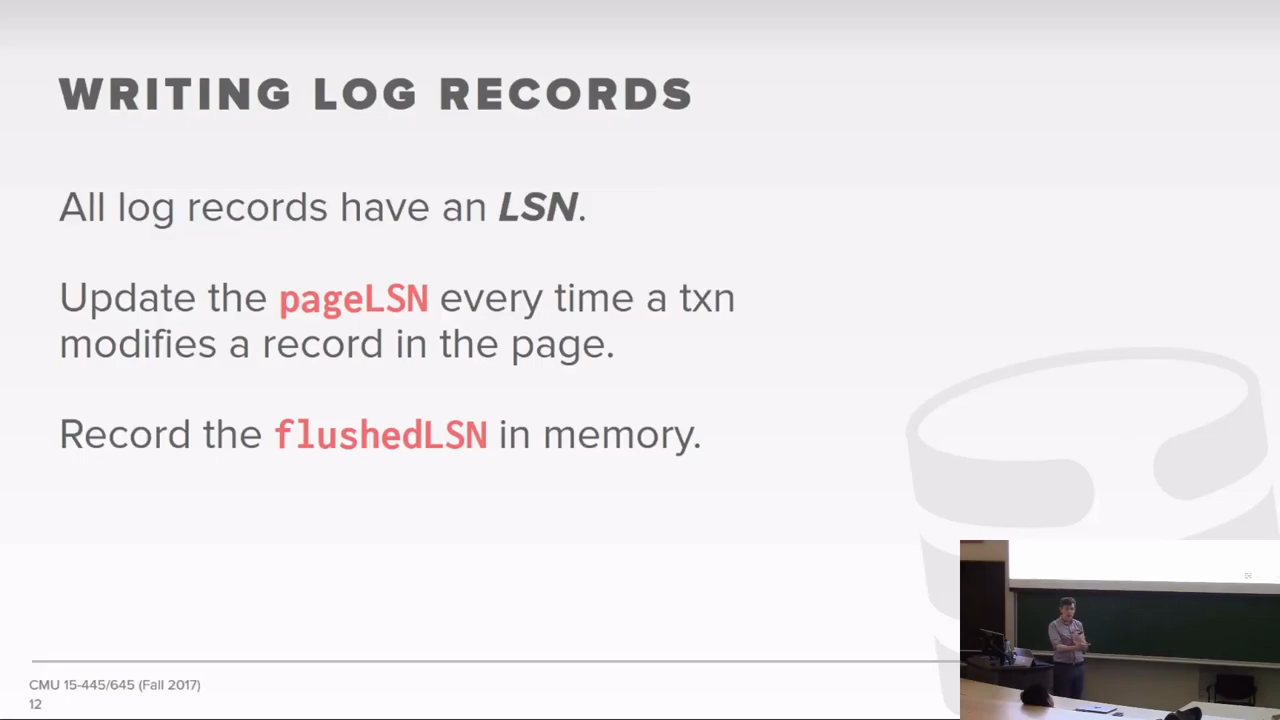 WRITING LOG RECORDS
All log records have an LSN.
Update the pageLSN every time a txn
modifies a record in the page.
Record the flushedLSN in memory.
CMU 15-445/645 (Fall 2017)
12